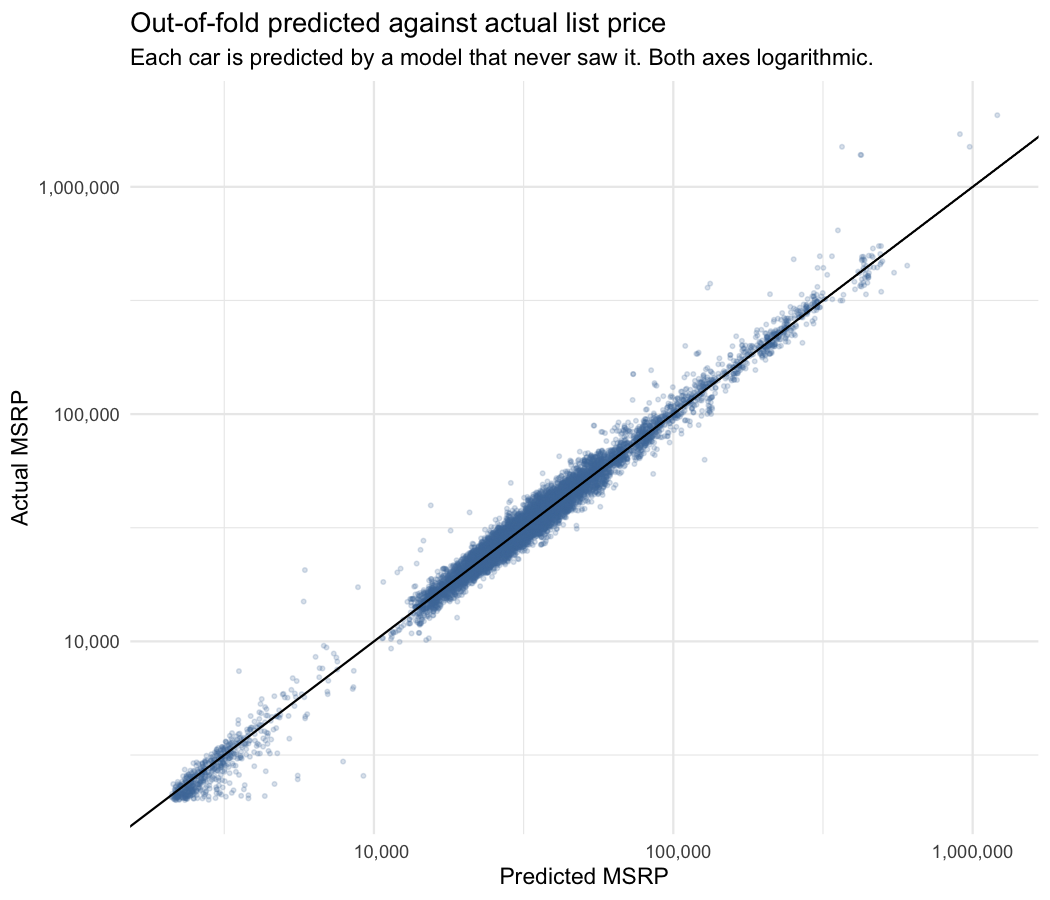 Out-of-fold predicted against actual list price
Each car is predicted by a model that never saw it. Both axes logarithmic.
Actual MSRP
1,000,000
100,000
10,000
10,000
100,000
1,000,000
Predicted MSRP